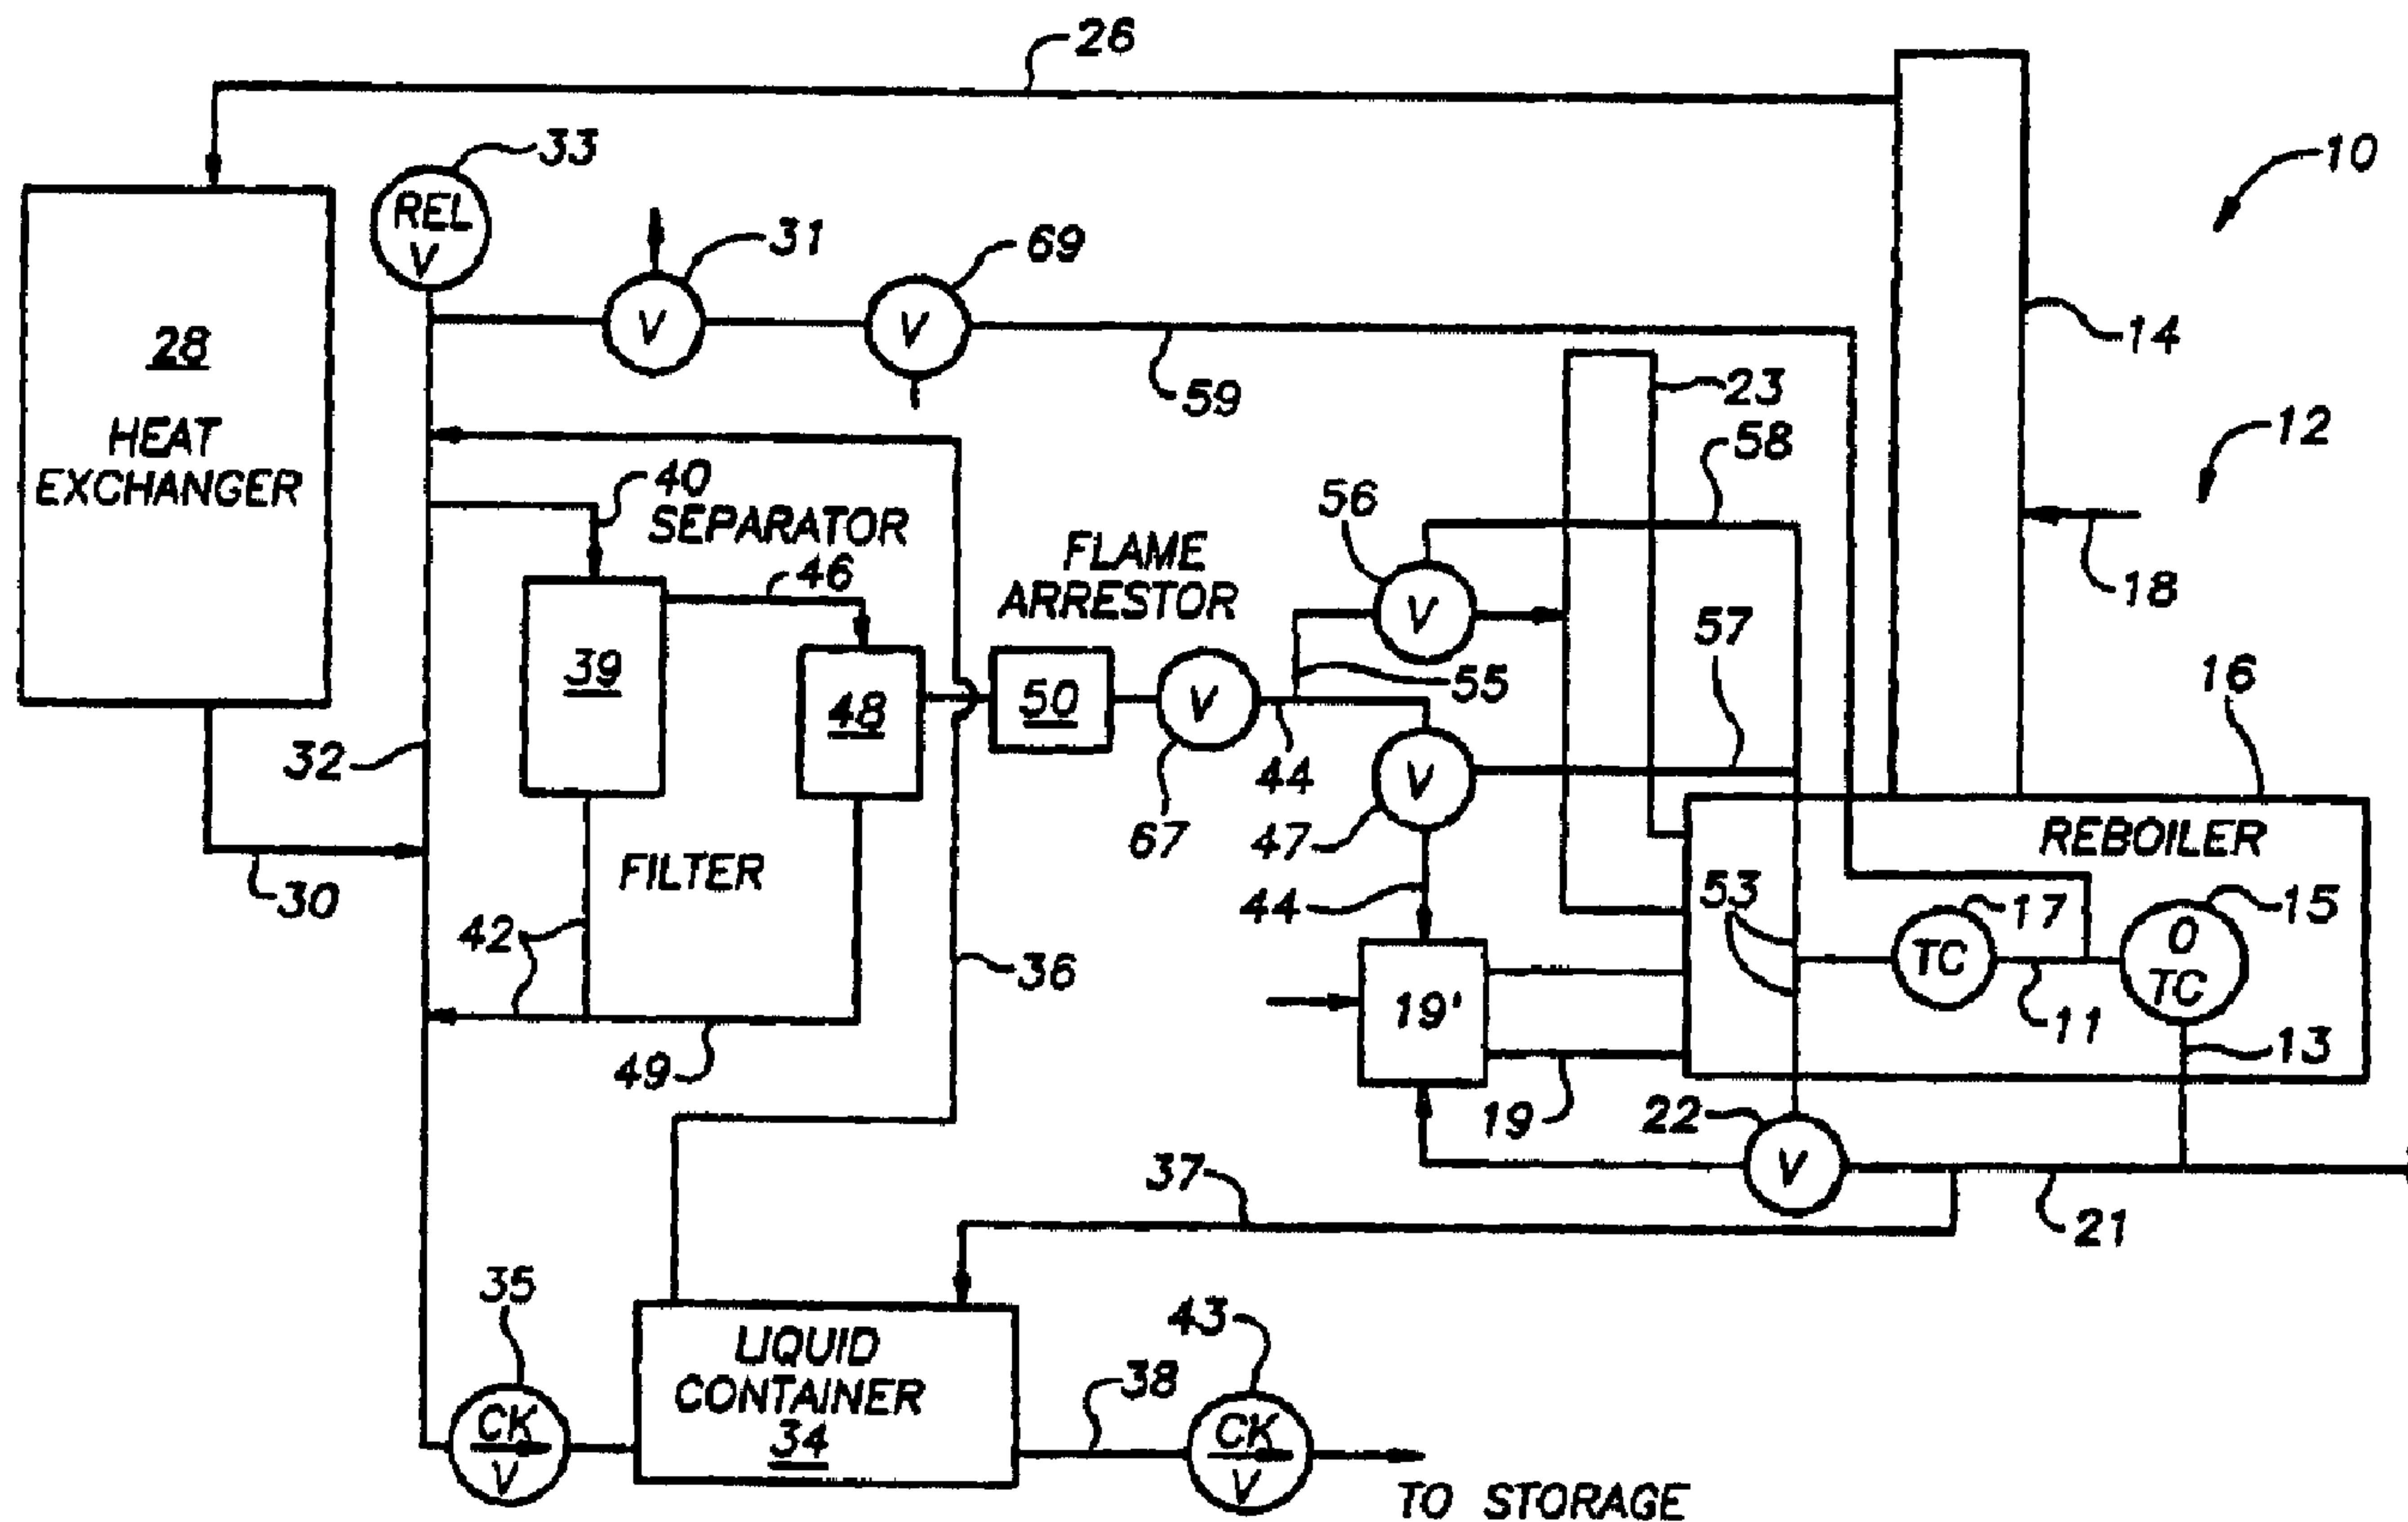 26
33
10
REL
V
31
69
V
V
28
14
59
23
12
HEAT
EXCHANGER
58
40
56
SEPARATOR
FLAME
ARRESTOR
46
18
V
57
39
48
50
V
55
16
32
44
V
67
47
REBOILER
FILTER
30
44
53
17
15
42
36
TC
O
TC
19'
11
13
49
19
22
V
37
21
35
43
LIQUID
CONTAINER
34
38
CK
V
CK
V
TO STORAGE